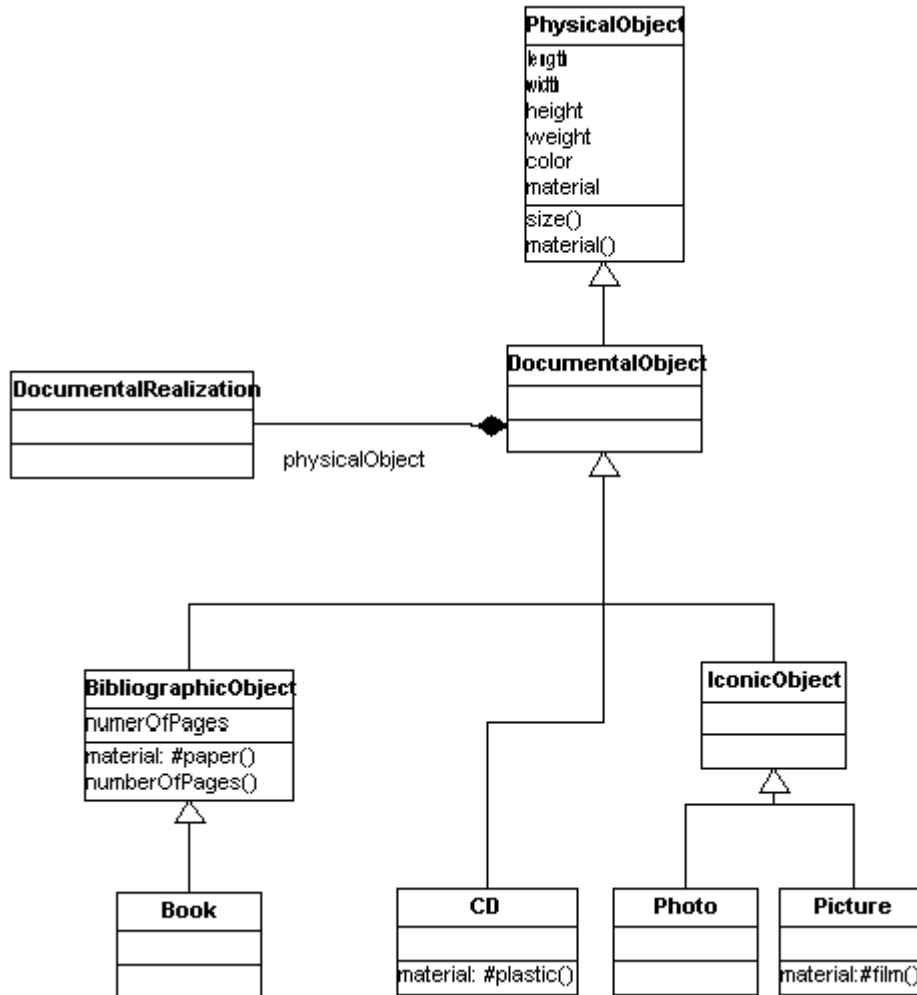 PhysicalObject
length
width
height
weight
color
material
size()
material()
DocumentalObject
DocumentalRealization
physicalObject
BibliographicObject
numerOfPages
material: #paper()
numberOfPages()
IconicObject
Book
CD
material: #plastic()
Photo
Picture
material:#film()